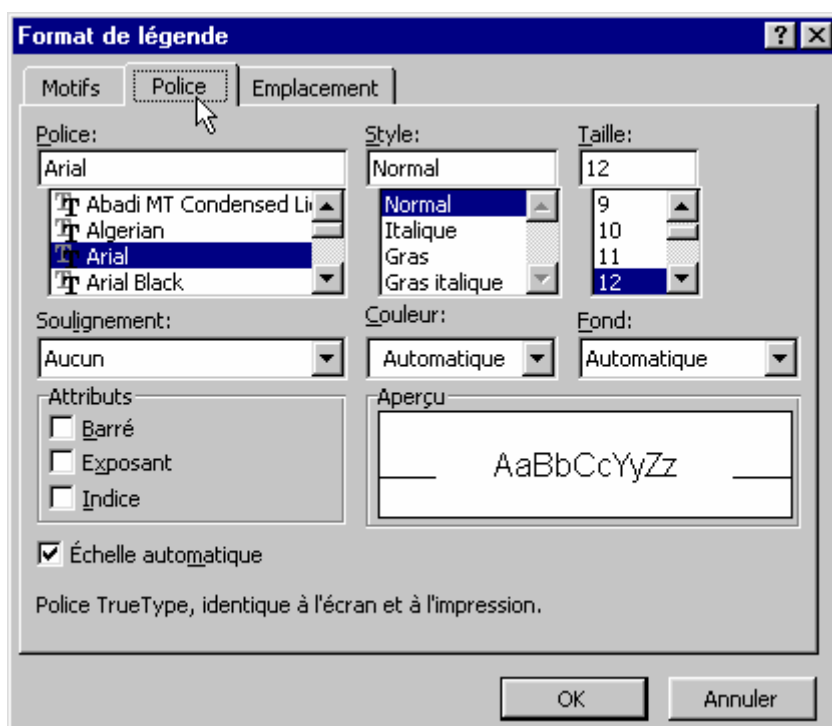 Format de légende
Motifs Police Emplacement
Police: Style: Taille:
Arial Normal 12
Abadi MT Condensed Li Normal 9
Algerian Italique 10
Arial Gras 11
Arial Black Gras italique 12
Soulignement: Couleur: Fond:
Aucun Automatique Automatique
Attributs Aperçu
Barré
Exposant AaBbCcYyZz
Indice
Échelle automatique
Police TrueType, identique à l'écran et à l'impression.
OK Annuler